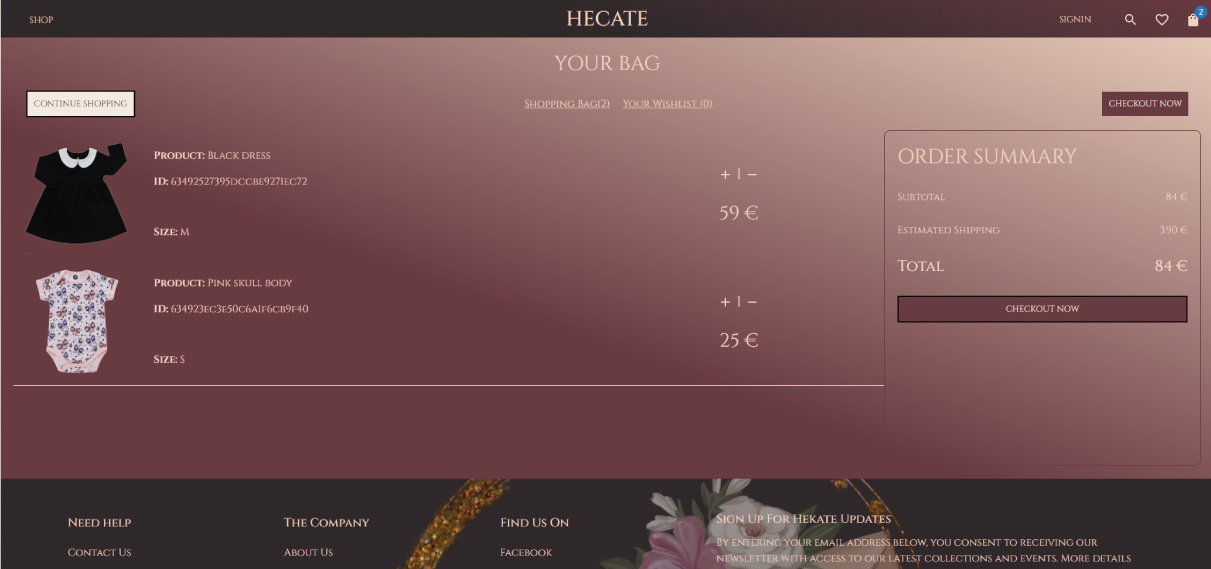 SHOP
HECATE
SIGNIN
2
YOUR BAG
CONTINUE SHOPPING
Shopping Bag(2)
Your Wishlist (0)
CHECKOUT NOW
Product: Black dress
ID: 63492527395dccbe9271ec72
Size: M
+ 1 −
59 €
Product: Pink skull body
ID: 634923ec3e50c6a1f6cb9f40
Size: S
+ 1 −
25 €
ORDER SUMMARY
Subtotal
84 €
Estimated Shipping
390 €
Total
84 €
CHECKOUT NOW
Need help
Contact Us
The Company
About Us
Find Us On
Facebook
Sign Up For Hekate Updates
By entering your email address below, you consent to receiving our
newsletter with access to our latest collections and events. More details